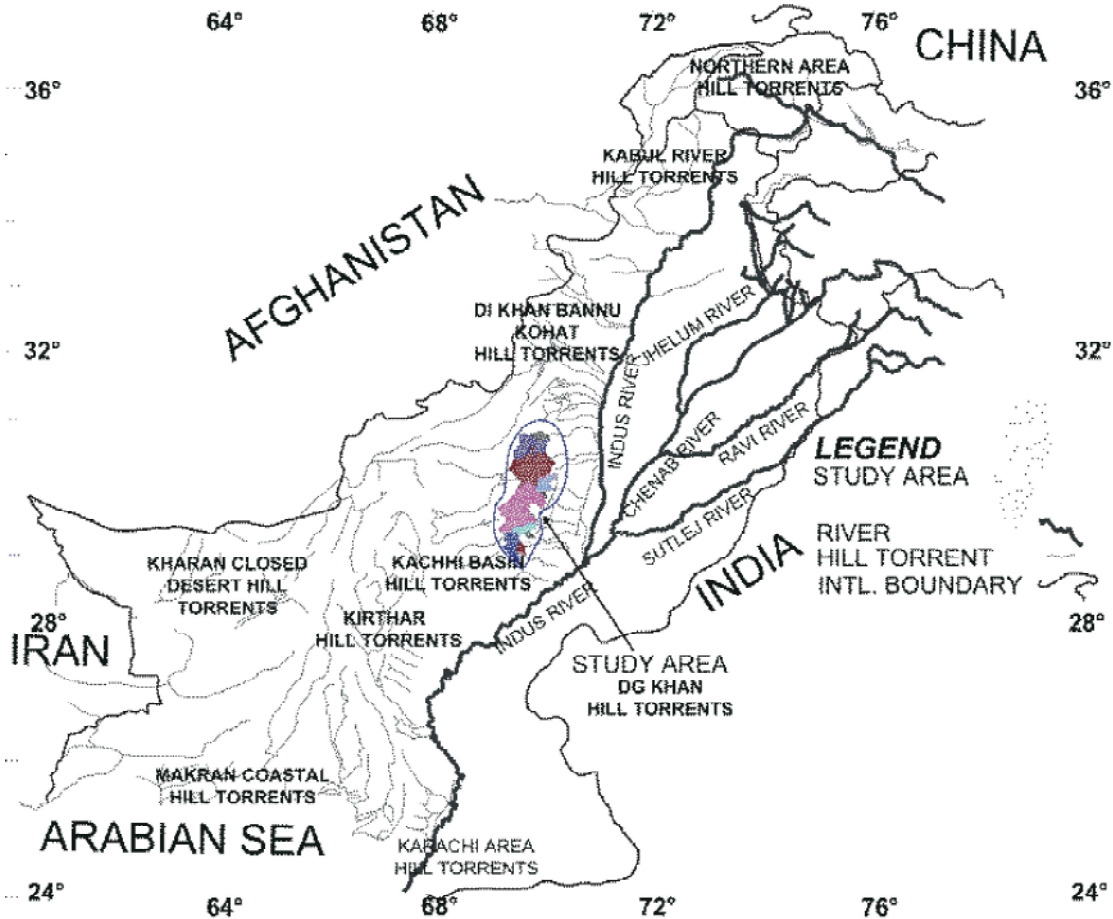 64°
68°
72°
76°
CHINA
NORTHERN AREA
HILL TORRENTS
36°
36°
KABUL RIVER
HILL TORRENTS
AFGHANISTAN
DI KHAN BANNU
KOHAT
HILL TORRENTS
JHELUM RIVER
32°
32°
INDUS RIVER
CHENAB RIVER
RAVI RIVER
SUTLEJ RIVER
LEGEND
STUDY AREA
RIVER
HILL TORRENT
INTL. BOUNDARY
INDIA
KHARAN CLOSED
DESERT HILL
TORRENTS
KACHHI BASIN
HILL TORRENTS
KIRTHAR
HILL TORRENTS
INDUS RIVER
28°
28°
IRAN
STUDY AREA
DG KHAN
HILL TORRENTS
MAKRAN COASTAL
HILL TORRENTS
ARABIAN SEA
KARACHI AREA
HILL TORRENTS
24°
24°
64°
68°
72°
76°